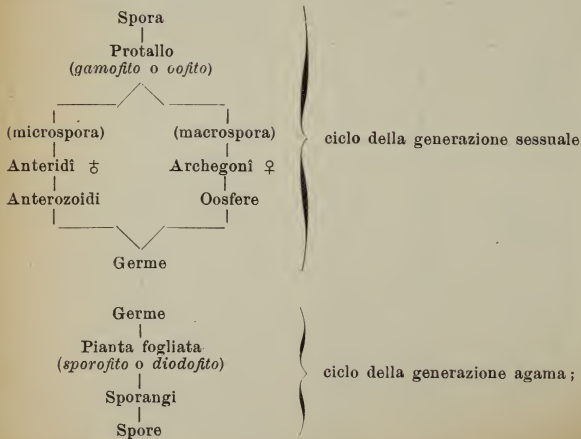 Spora
Protallo
(gamofito o oofito)
(microspora) (macrospora)
ciclo della generazione sessuale
Anteridî ♁ Archegonî ♀
Anterozoidi Oosfere
Germe
Germe
Pianta fogliata
(sporofito o diodofito)
ciclo della generazione agama;
Sporangi
Spore